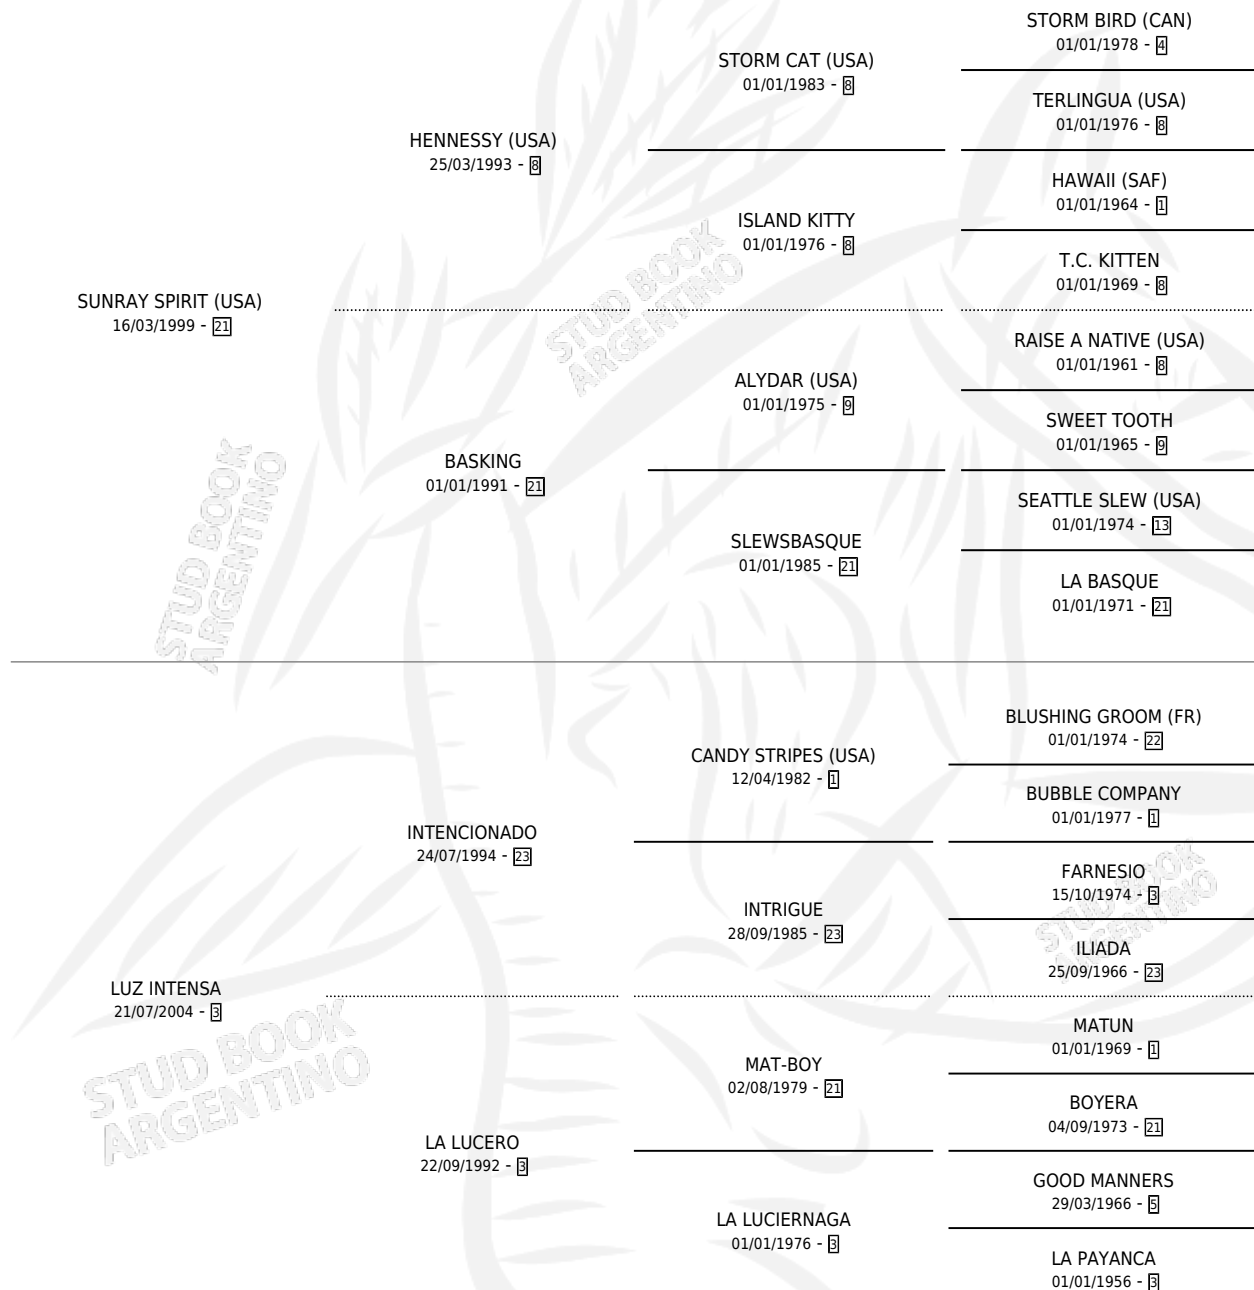 STORM BIRD (CAN)
01/01/1978 - 4
STORM CAT (USA)
01/01/1983 - 8
TERLINGUA (USA)
01/01/1976 - 8
HENNESSY (USA)
25/03/1993 - 8
HAWAII (SAF)
01/01/1964 - 1
ISLAND KITTY
01/01/1976 - 8
T.C. KITTEN
01/01/1969 - 8
SUNRAY SPIRIT (USA)
16/03/1999 - 21
RAISE A NATIVE (USA)
01/01/1961 - 8
ALYDAR (USA)
01/01/1975 - 9
SWEET TOOTH
01/01/1965 - 9
BASKING
01/01/1991 - 21
SEATTLE SLEW (USA)
01/01/1974 - 13
SLEWSBASQUE
01/01/1985 - 21
LA BASQUE
01/01/1971 - 21
STUD BOOK
ARGENTINO
STUD BOOK
ARGENTINO
BLUSHING GROOM (FR)
01/01/1974 - 22
CANDY STRIPES (USA)
12/04/1982 - 1
BUBBLE COMPANY
01/01/1977 - 1
INTENCIONADO
24/07/1994 - 23
FARNESIO
15/10/1974 - 3
INTRIGUE
28/09/1985 - 23
ILIADA
25/09/1966 - 23
LUZ INTENSA
21/07/2004 - 3
MATUN
01/01/1969 - 1
MAT-BOY
02/08/1979 - 21
BOYERA
04/09/1973 - 21
LA LUCERO
22/09/1992 - 3
GOOD MANNERS
29/03/1966 - 5
LA LUCIERNAGA
01/01/1976 - 3
LA PAYANCA
01/01/1956 - 3
STUD BOOK
ARGENTINO
STUD BOOK
ARGENTINO